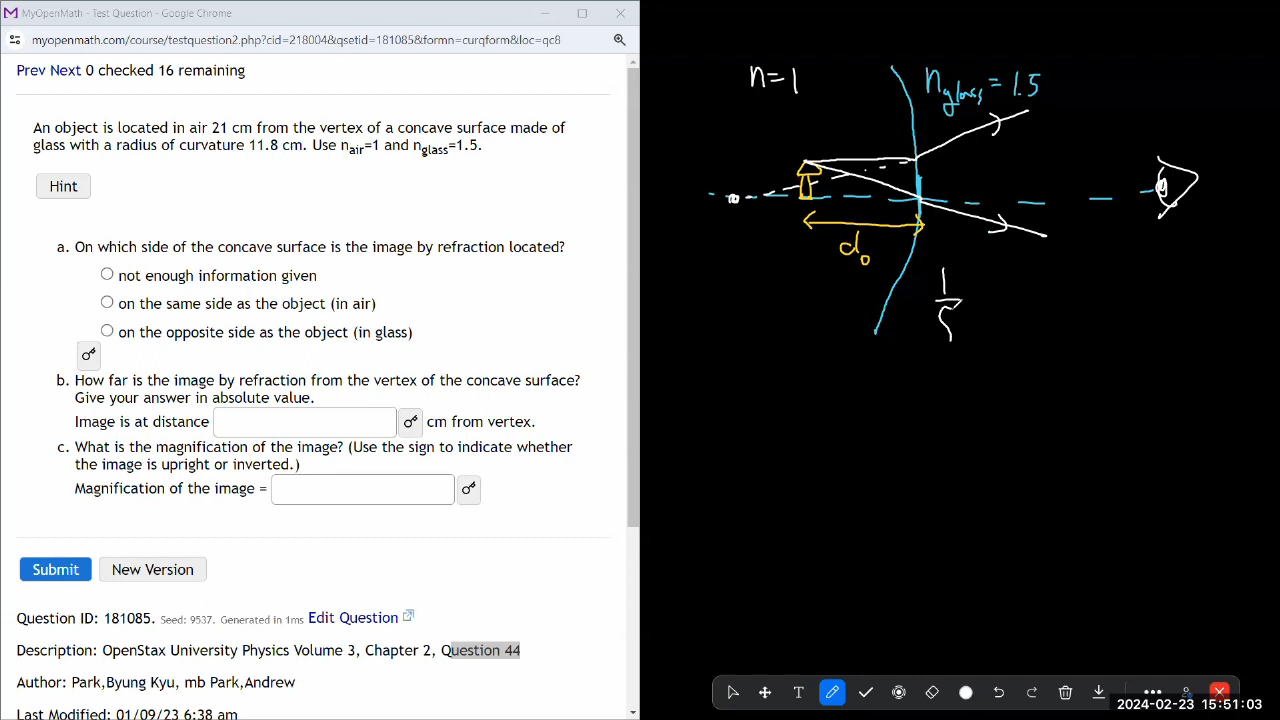 MyOpenMath - Test Question - Google Chrome
myopenmath.com/course/testquestion2.php?cid=218004&qsetid=181085&formn=curqform&loc=qc8
Prev Next 0 checked 16 remaining
An object is located in air 21 cm from the vertex of a concave surface made of
glass with a radius of curvature 11.8 cm. Use nair=1 and nglass=1.5.
Hint
a. On which side of the concave surface is the image by refraction located?
not enough information given
on the same side as the object (in air)
on the opposite side as the object (in glass)
b. How far is the image by refraction from the vertex of the concave surface?
Give your answer in absolute value.
Image is at distance cm from vertex.
c. What is the magnification of the image? (Use the sign to indicate whether
the image is upright or inverted.)
Magnification of the image =
Submit New Version
Question ID: 181085. Seed: 9537. Generated in 1ms Edit Question
Description: OpenStax University Physics Volume 3, Chapter 2, Question 44
Author: Park,Byung Kyu, mb Park,Andrew
Last Modified: 01/09/23 6:38 am
n=1
nglass = 1.5
do
1
T
2024-02-23 15:51:03